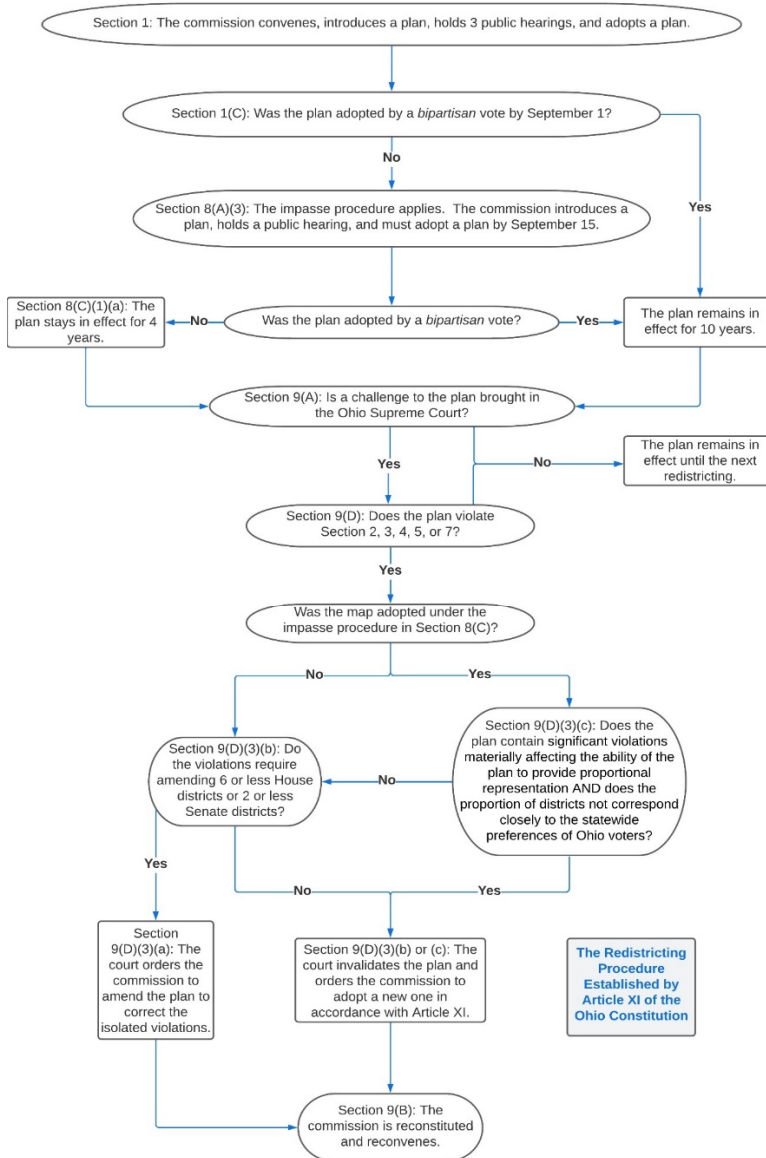 Section 1: The commission convenes, introduces a plan, holds 3 public hearings, and adopts a plan.
Section 1(C): Was the plan adopted by a bipartisan vote by September 1?
No
Yes
Section 8(A)(3): The impasse procedure applies. The commission introduces a
plan, holds a public hearing, and must adopt a plan by September 15.
Section 8(C)(1)(a): The
plan stays in effect for 4
years.
No
Was the plan adopted by a bipartisan vote?
Yes
The plan remains in
effect for 10 years.
Section 9(A): Is a challenge to the plan brought in
the Ohio Supreme Court?
Yes
No
The plan remains in
effect until the next
redistricting.
Section 9(D): Does the plan violate
Section 2, 3, 4, 5, or 7?
Yes
Was the map adopted under the
impasse procedure in Section 8(C)?
No
Yes
Section 9(D)(3)(b): Do
the violations require
amending 6 or less House
districts or 2 or less
Senate districts?
No
Section 9(D)(3)(c): Does the
plan contain significant violations
materially affecting the ability of the
plan to provide proportional
representation AND does the
proportion of districts not correspond
closely to the statewide
preferences of Ohio voters?
Yes
No
Yes
Section
9(D)(3)(a): The
court orders the
commission to
amend the plan to
correct the
isolated violations.
Section 9(D)(3)(b) or (c): The
court invalidates the plan and
orders the commission to
adopt a new one in
accordance with Article XI.
The Redistricting
Procedure
Established by
Article XI of the
Ohio Constitution
Section 9(B): The
commission is reconstituted
and reconvenes.